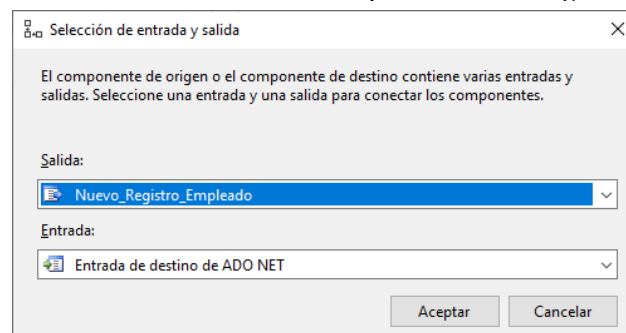 Selección de entrada y salida
El componente de origen o el componente de destino contiene varias entradas y
salidas. Seleccione una entrada y una salida para conectar los componentes.
Salida:
Nuevo_Registro_Empleado
Entrada:
Entrada de destino de ADO NET
Aceptar Cancelar